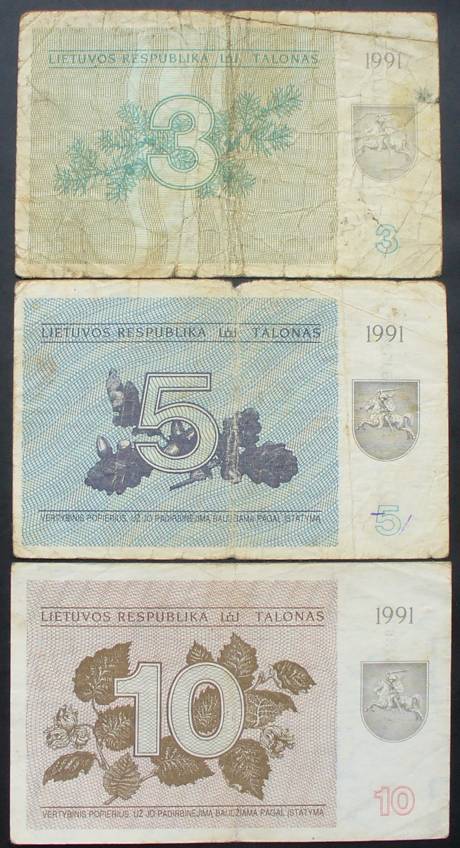 LIETUVOS RESPUBLIKA TALONAS 1991
3
3
LIETUVOS RESPUBLIKA TALONAS 1991
5
5
VERTYBINIS POPIERIUS. UŽ JO PADIRBINĖJIMĄ BAUDŽIAMA PAGAL ĮSTATYMĄ
LIETUVOS RESPUBLIKA TALONAS 1991
10
10
VERTYBINIS POPIERIUS. UŽ JO PADIRBINĖJIMĄ BAUDŽIAMA PAGAL ĮSTATYMĄ